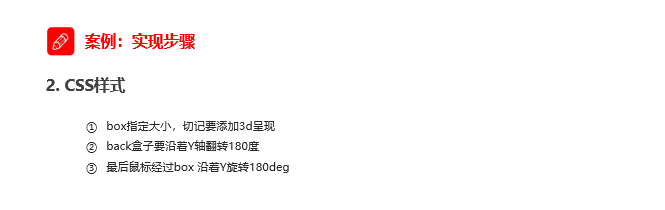 案例：实现步骤
2. CSS样式
① box指定大小，切记要添加3d呈现
② back盒子要沿着Y轴翻转180度
③ 最后鼠标经过box 沿着Y旋转180deg